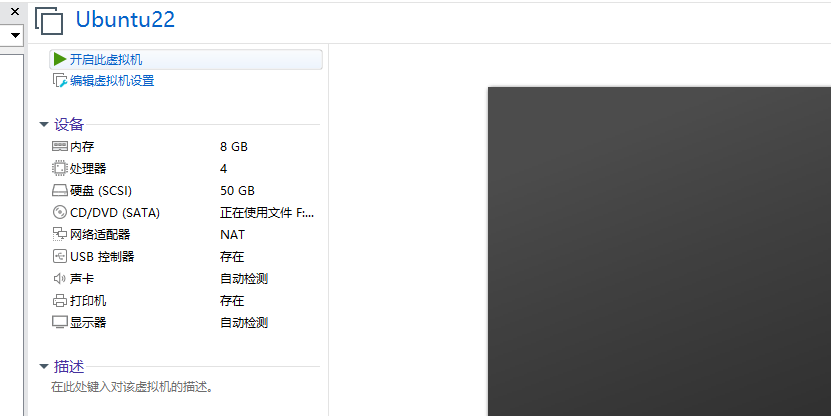 Ubuntu22
开启此虚拟机
编辑虚拟机设置
设备
内存 8 GB
处理器 4
硬盘 (SCSI) 50 GB
CD/DVD (SATA) 正在使用文件 F:...
网络适配器 NAT
USB 控制器 存在
声卡 自动检测
打印机 存在
显示器 自动检测
描述
在此处键入对该虚拟机的描述。